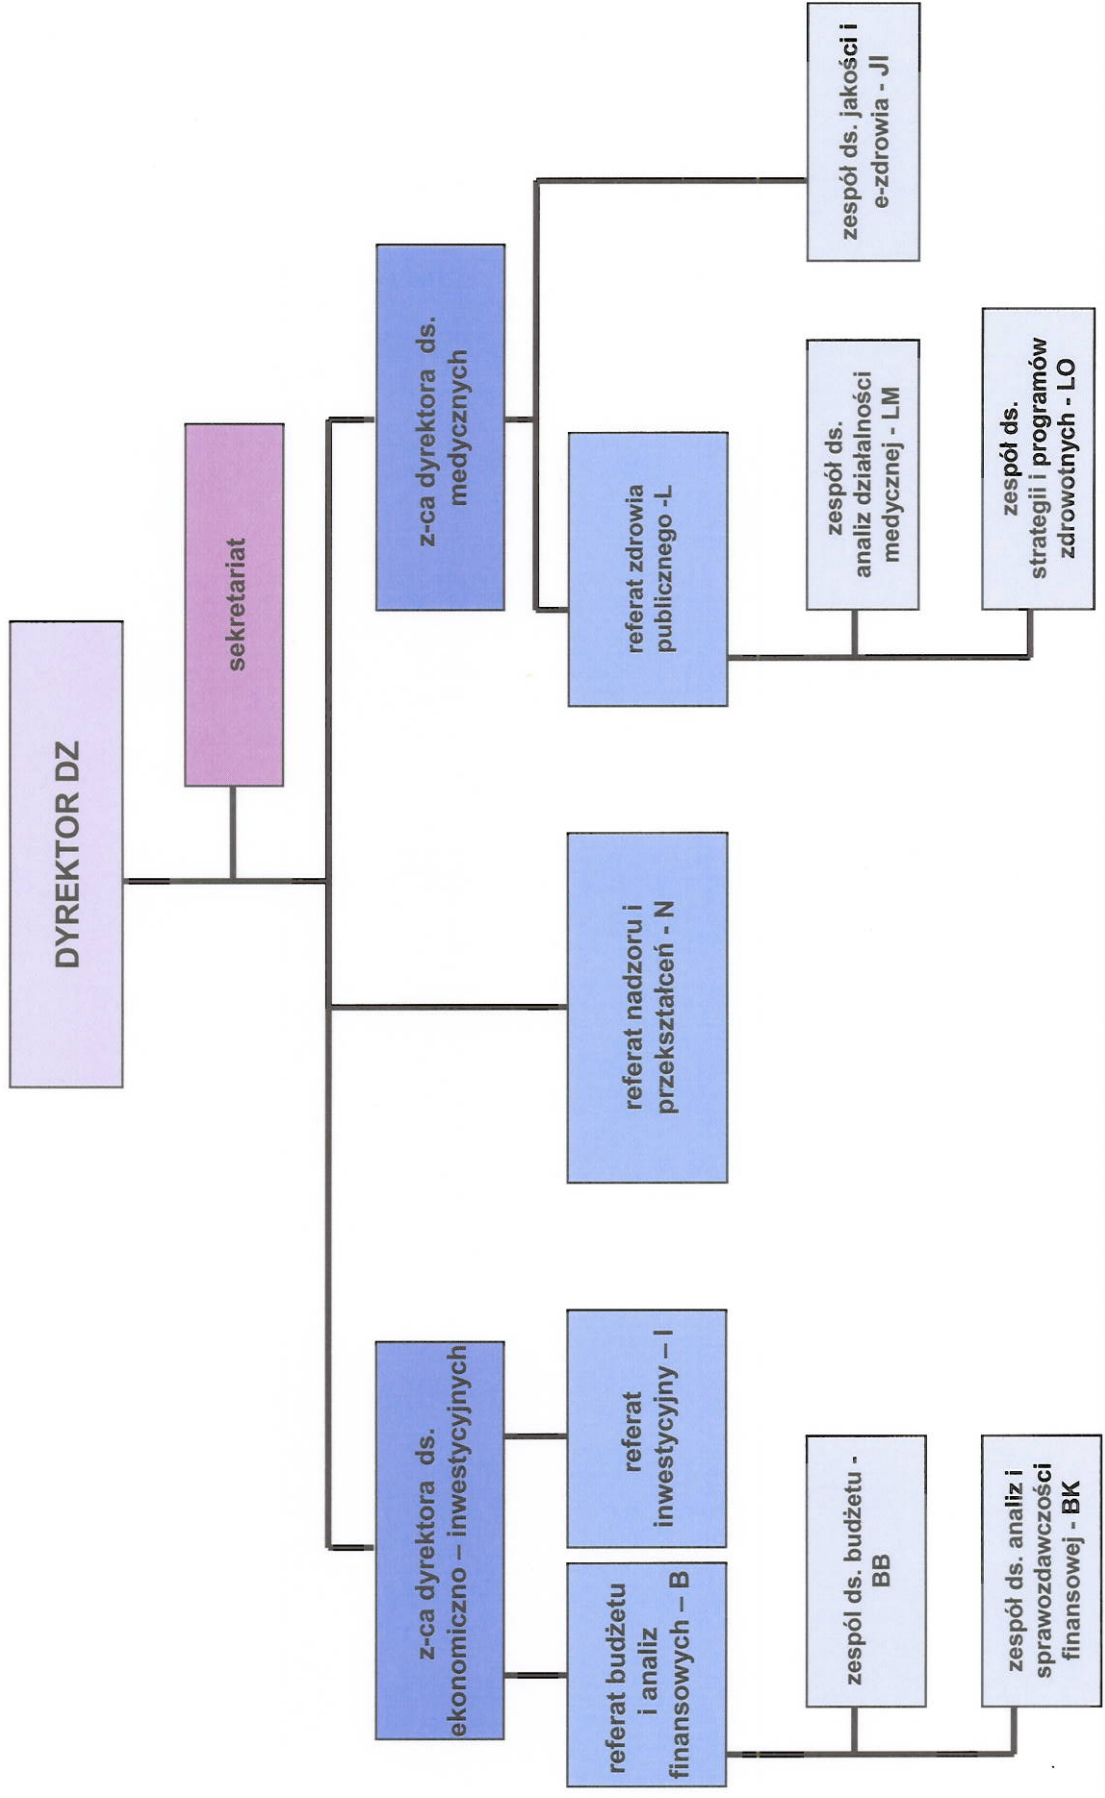 DYREKTOR DZ
sekretariat
z-ca dyrektora ds.
ekonomiczno – inwestycyjnych
z-ca dyrektora ds.
medycznych
referat budżetu
i analiz
finansowych – B
referat
inwestycyjny – I
referat nadzoru i
przekształceń - N
referat zdrowia
publicznego -L
zespól ds. budżetu -
BB
zespół ds.
analiz działalności
medycznej - LM
zespół ds. jakości i
e-zdrowia - JI
zespół ds. analiz i
sprawozdawczości
finansowej - BK
zespół ds.
strategii i programów
zdrowotnych - LO